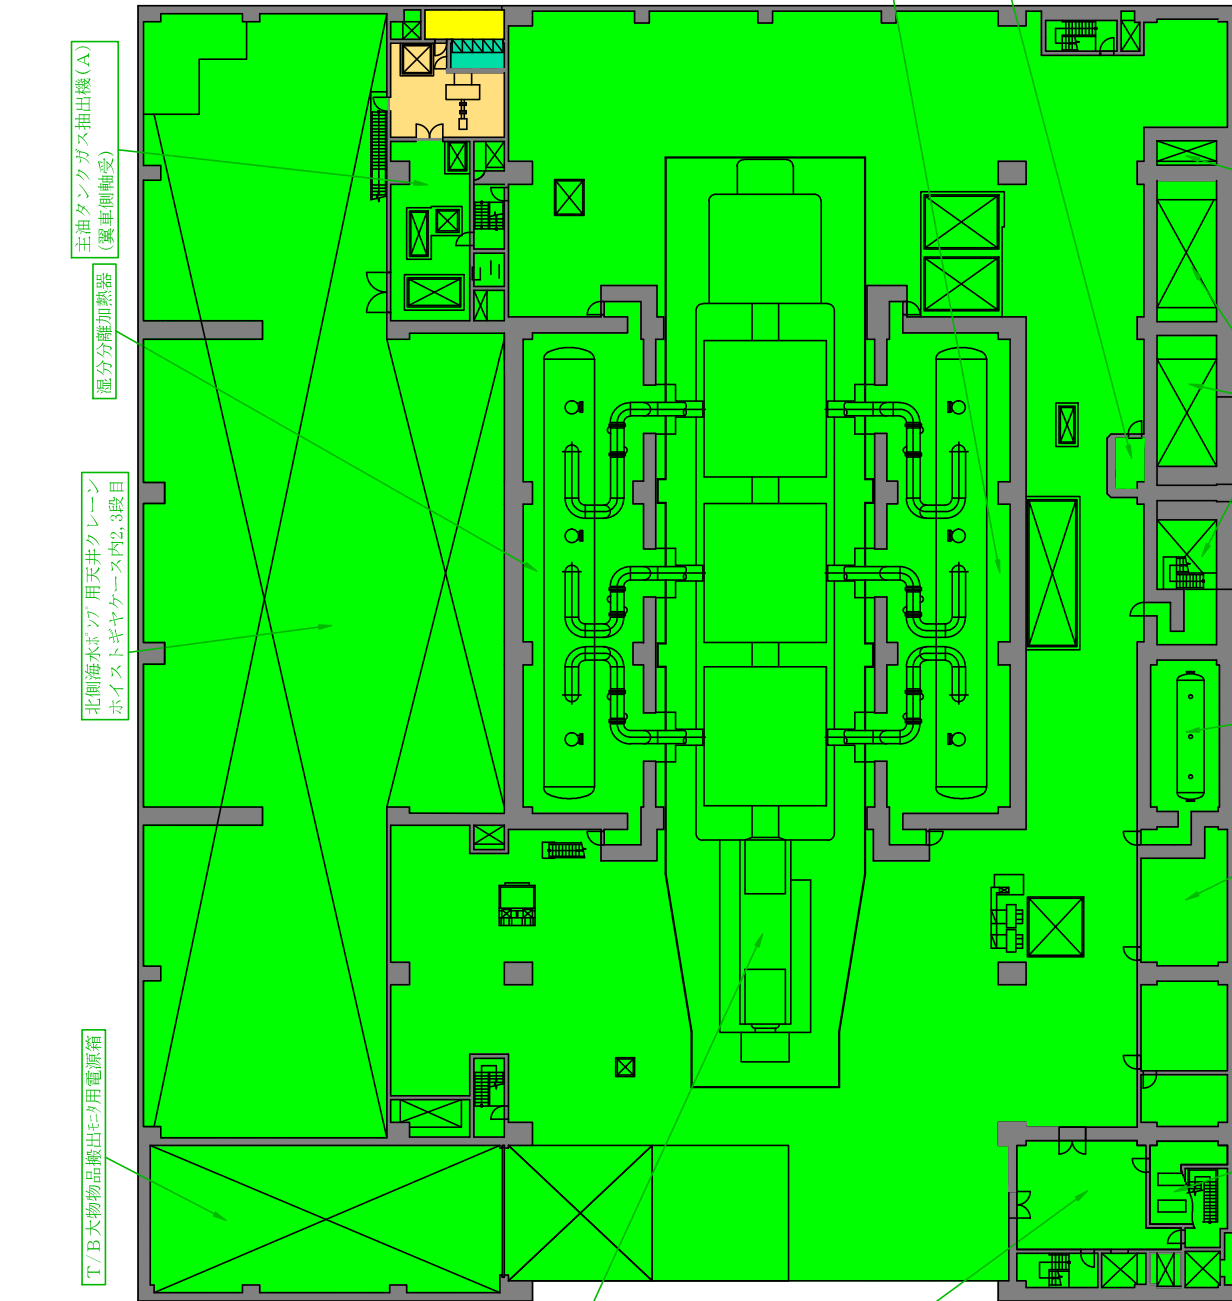 主油タンクガス抽出機(A)
(翼車側軸受)
湿分分離加熱器
北側海水ﾎﾟﾝﾌﾟ用天井クレーン
ホイストギヤケース内2,3段目
T/B大物物品搬出ﾓﾆﾀ用電源箱